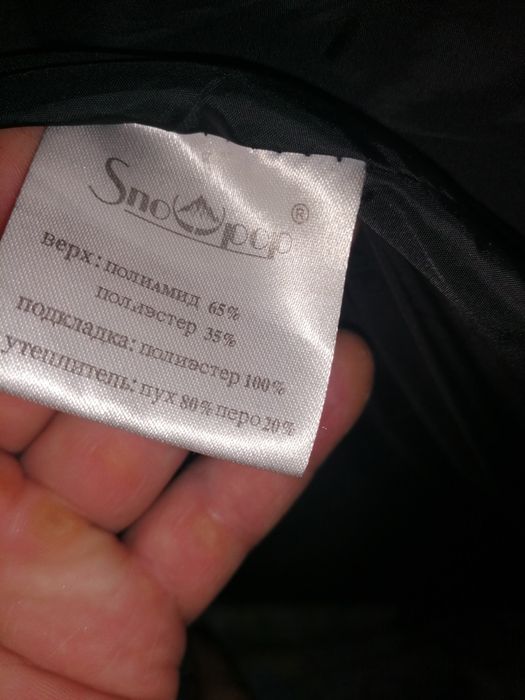 Snowpop ®
верх: полиамид 65%
полиэстер 35%
подкладка: полиэстер 100%
утеплитель: пух 80% перо 20%